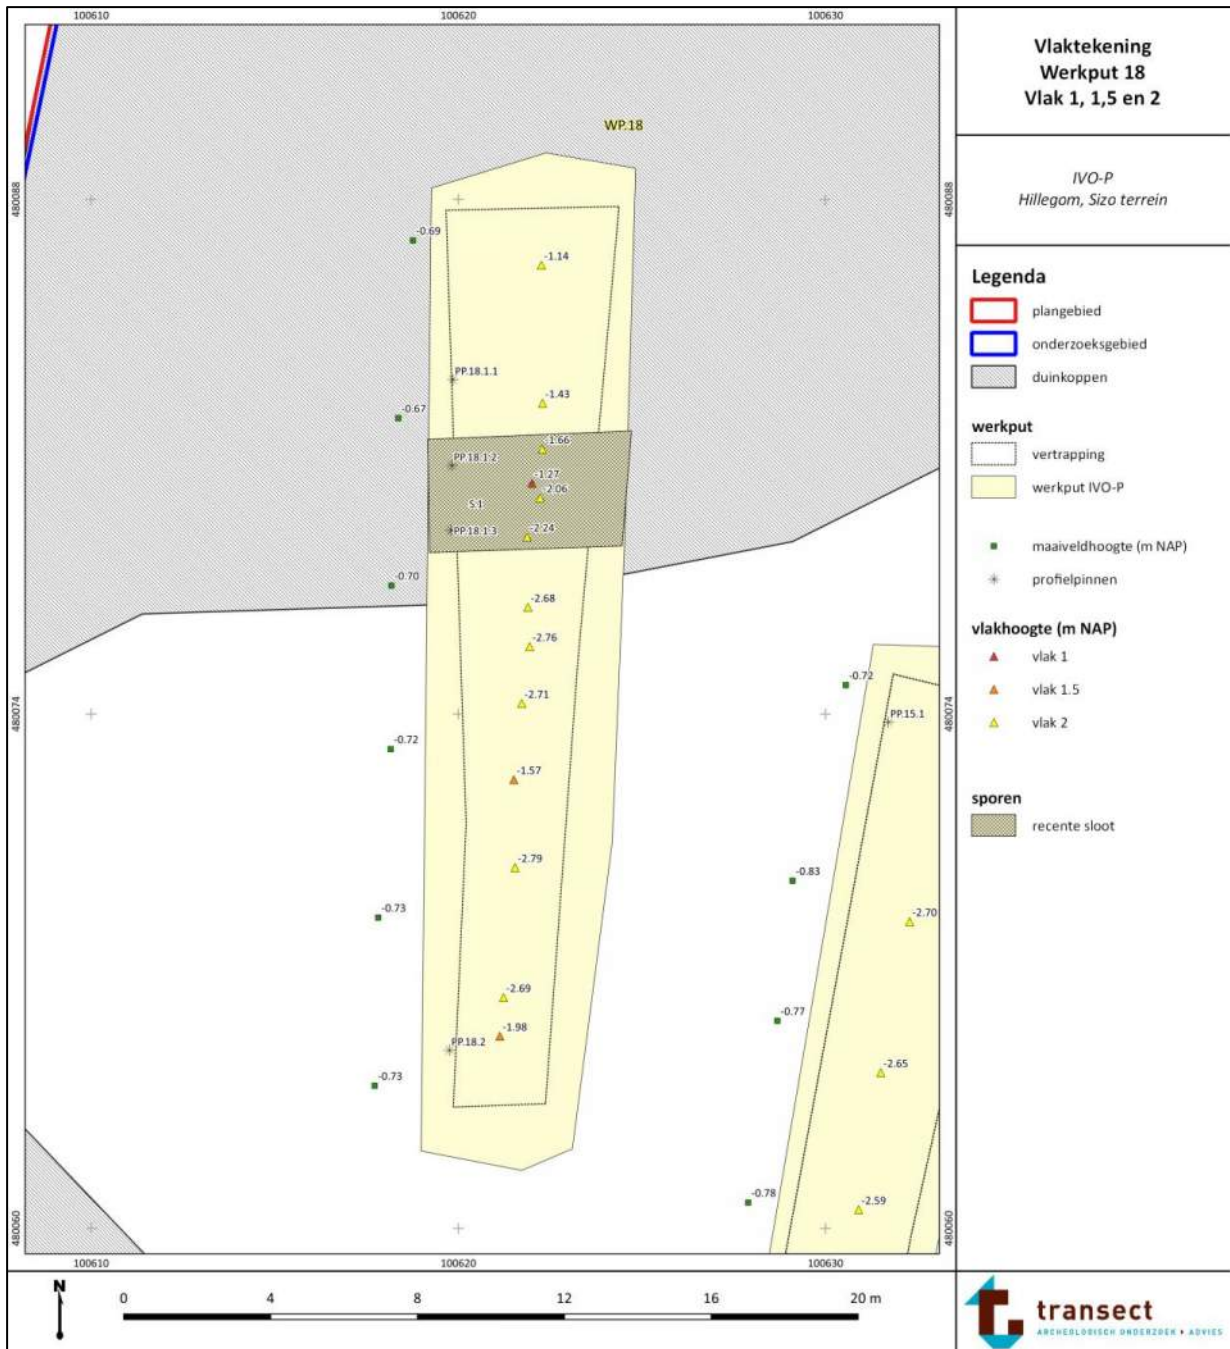 100610
100620
100630
480088
480088
WP.18
-0.69
-1.14
PP.18.1.1
-1.43
-0.67
-1.66
PP.18.1.2
-1.27
-2.06
S.1
PP.18.1.3
-2.24
-0.70
-2.68
-2.76
-0.72
480074
480074
-2.71
PP.15.1
-0.72
-1.57
-2.79
-0.83
-0.73
-2.70
-2.69
-0.77
-1.98
PP.18.2
-0.73
-2.65
-0.78
-2.59
480060
480060
100610
100620
100630
Vlaktekening
Werkput 18
Vlak 1, 1,5 en 2
IVO-P
Hillegom, Sizo terrein
Legenda
plangebied
onderzoeksgebied
duinkoppen
werkput
vertrapping
werkput IVO-P
maaiveldhoogte (m NAP)
profielpinnen
vlakhoogte (m NAP)
vlak 1
vlak 1.5
vlak 2
sporen
recente sloot
N
0 4 8 12 16 20 m
transect
ARCHEOLOGISCH ONDERZOEK • ADVIES